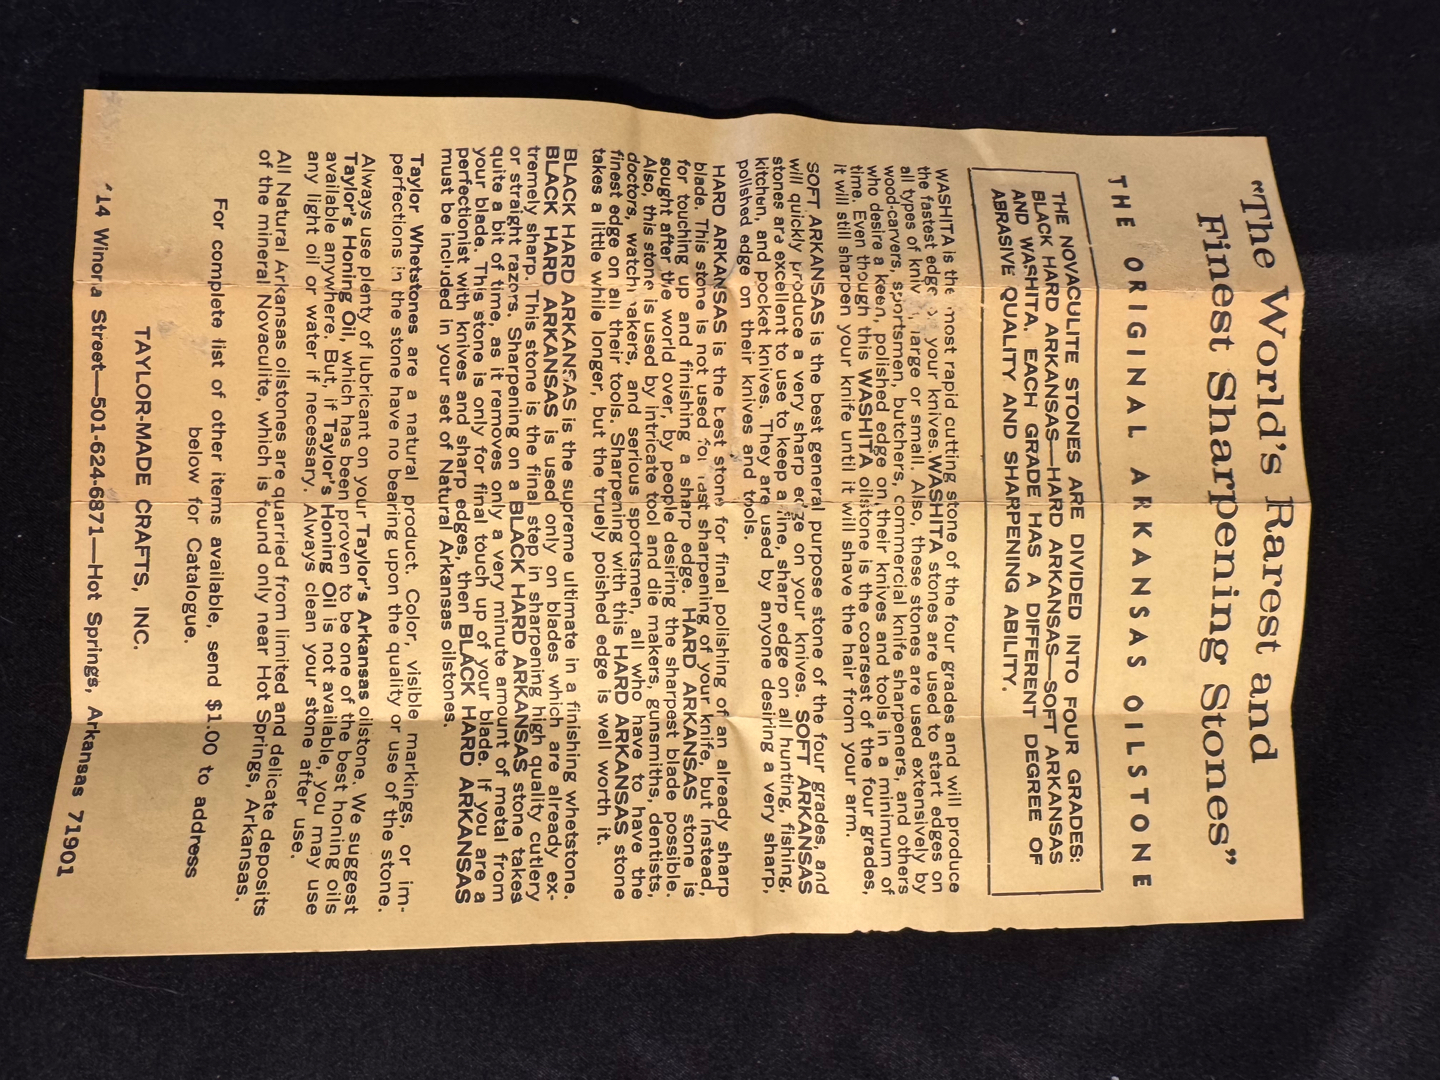 "The World's Rarest and
Finest Sharpening Stones"
THE ORIGINAL ARKANSAS OILSTONE
THE NOVACULITE STONES ARE DIVIDED INTO FOUR GRADES:
BLACK HARD ARKANSAS—HARD ARKANSAS—SOFT ARKANSAS
AND WASHITA. EACH GRADE HAS A DIFFERENT DEGREE OF
ABRASIVE QUALITY AND SHARPENING ABILITY.
WASHITA is the most rapid cutting stone of the four grades and will produce
the fastest edge your knives. WASHITA stones are used to start edges on
all types of knives, large or small. Also, these stones are used extensively by
wood-carvers, sportsmen, butchers, commercial knife sharpeners, and others
who desire a keen, polished edge on their knives and tools in a minimum of
time. Even though this WASHITA oilstone is the coarsest of the four grades,
it will still sharpen your knife until it will shave the hair from your arm.
SOFT ARKANSAS is the best general purpose stone of the four grades, and
will quickly produce a very sharp edge on your knives. SOFT ARKANSAS
stones are excellent to use to keep a fine, sharp edge on all hunting, fishing,
kitchen, and pocket knives. They are used by anyone desiring a very sharp,
polished edge on their knives and tools.
HARD ARKANSAS is the best stone for final polishing of an already sharp
blade. This stone is not used for fast sharpening of your knife, but instead,
for touching up and finishing a sharp edge. HARD ARKANSAS stone is
sought after the world over, by people desiring the sharpest blade possible.
Also, this stone is used by intricate tool and die makers, gunsmiths, dentists,
doctors, watch makers, and serious sportsmen, all who have to have the
finest edge on all their tools. Sharpening with this HARD ARKANSAS stone
takes a little while longer, but the truely poished edge is well worth it.
BLACK HARD ARKANSAS is the supreme ultimate in a finishing whetstone.
BLACK HARD ARKANSAS is used only on blades which are already ex-
tremely sharp. This stone is the final step in sharpening high quality cutlery
or straight razors. Sharpening on a BLACK HARD ARKANSAS stone takes
quite a bit of time, as it removes only a very minute amount of metal from
your blade. This stone is only for final touch up of your blade. If you are a
perfectionist with knives and sharp edges, then BLACK HARD ARKANSAS
must be included in your set of Natural Arkansas oilstones.
Taylor Whetstones are a natural product. Color, visible markings, or im-
perfections in the stone have no bearing upon the quality or use of the stone.
Always use plenty of lubricant on your Taylor's Arkansas oilstone. We suggest
Taylor's Honing Oil, which has been proven to be one of the best honing oils
available anywhere. But, if Taylor's Honing Oil is not available, you may use
any light oil or water if necessary. Always clean your stone after use.
All Natural Arkansas oilstones are quarried from limited and delicate deposits
of the mineral Novaculite, which is found only near Hot Springs, Arkansas.
For complete list of other items available, send $1.00 to address
below for Catalogue.
TAYLOR-MADE CRAFTS, INC.
14 Winora Street—501-624-6871—Hot Springs, Arkansas 71901